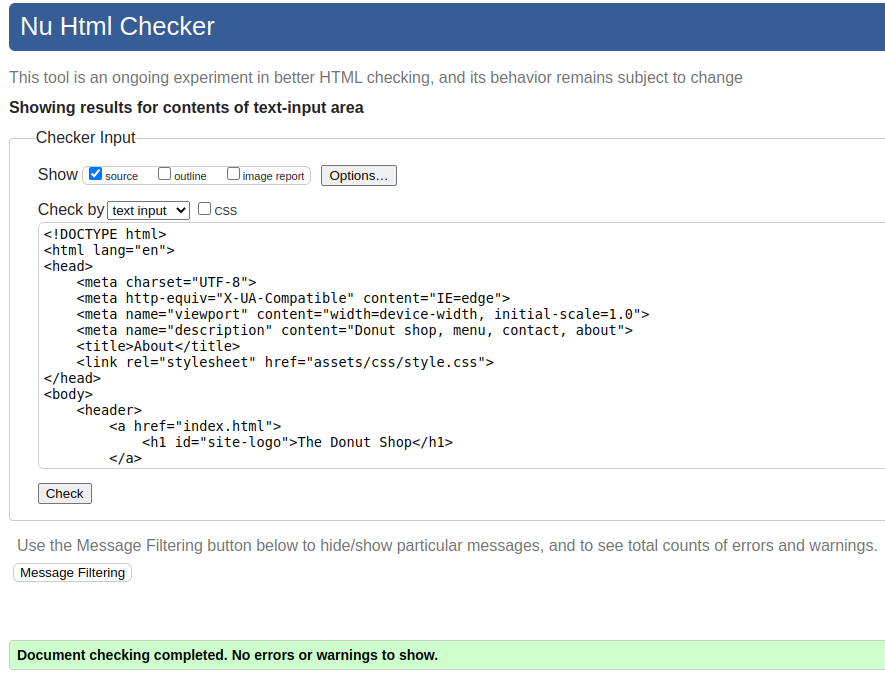 Nu Html Checker
This tool is an ongoing experiment in better HTML checking, and its behavior remains subject to change
Showing results for contents of text-input area
Checker Input
Show source outline image report Options...
Check by text input CSS
<!DOCTYPE html>
<html lang="en">
<head>
    <meta charset="UTF-8">
    <meta http-equiv="X-UA-Compatible" content="IE=edge">
    <meta name="viewport" content="width=device-width, initial-scale=1.0">
    <meta name="description" content="Donut shop, menu, contact, about">
    <title>About</title>
    <link rel="stylesheet" href="assets/css/style.css">
</head>
<body>
    <header>
        <a href="index.html">
            <h1 id="site-logo">The Donut Shop</h1>
        </a>
Check
Use the Message Filtering button below to hide/show particular messages, and to see total counts of errors and warnings.
Message Filtering
Document checking completed. No errors or warnings to show.